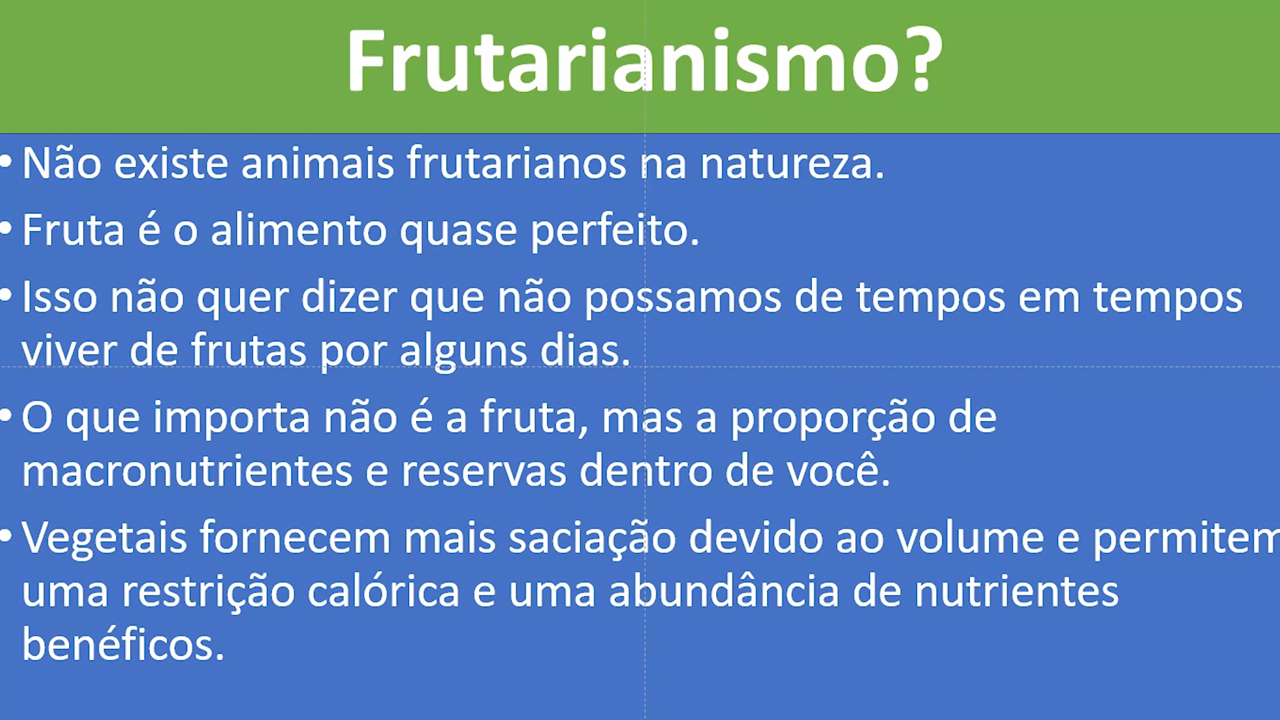 Frutarianismo?
• Não existe animais frutarianos na natureza.
• Fruta é o alimento quase perfeito.
• Isso não quer dizer que não possamos de tempos em tempos
viver de frutas por alguns dias.
• O que importa não é a fruta, mas a proporção de
macronutrientes e reservas dentro de você.
• Vegetais fornecem mais saciação devido ao volume e permitem
uma restrição calórica e uma abundância de nutrientes
benéficos.